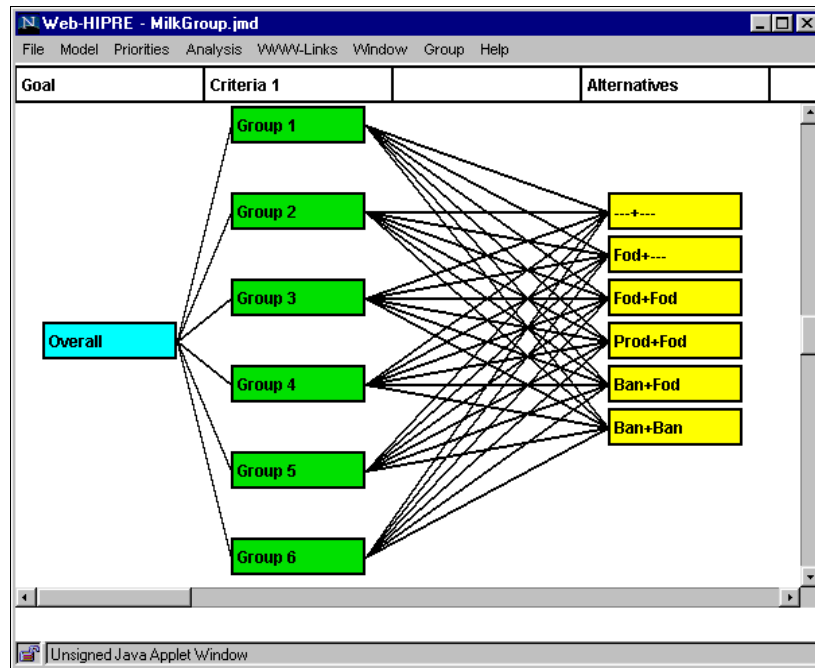 Web-HIPRE - MilkGroup.jmd
File Model Priorities Analysis WWW-Links Window Group Help
Goal Criteria 1 Alternatives
Group 1
Group 2
Group 3
Group 4
Group 5
Group 6
Overall
---+---
Fod+---
Fod+Fod
Prod+Fod
Ban+Fod
Ban+Ban
Unsigned Java Applet Window